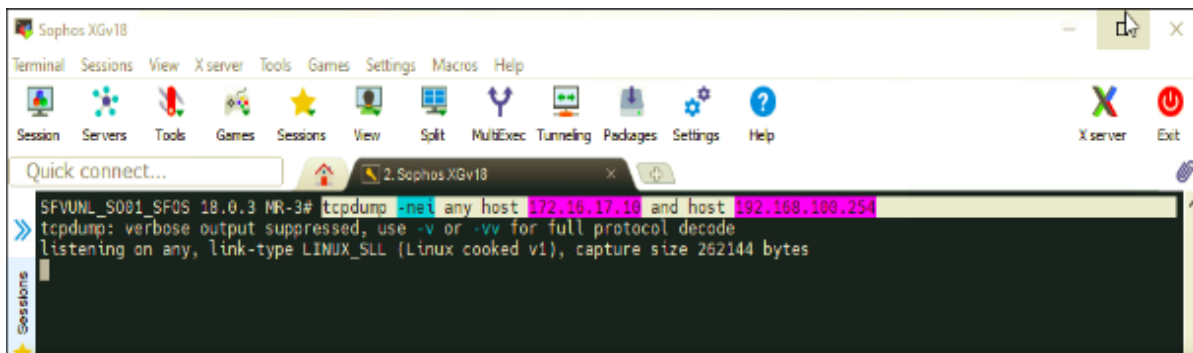 Sophos XGv18
Terminal Sessions View X server Tools Games Settings Macros Help
Session Servers Tools Games Sessions View Split MultiExec Tunneling Packages Settings Help X server Exit
Quick connect... 2. Sophos XGv18
SFVUNL_SO01_SFOS 18.0.3 MR-3# tcpdump -nei any host 172.16.17.10 and host 192.168.100.254
tcpdump: verbose output suppressed, use -v or -vv for full protocol decode
listening on any, link-type LINUX_SLL (Linux cooked v1), capture size 262144 bytes
Sessions